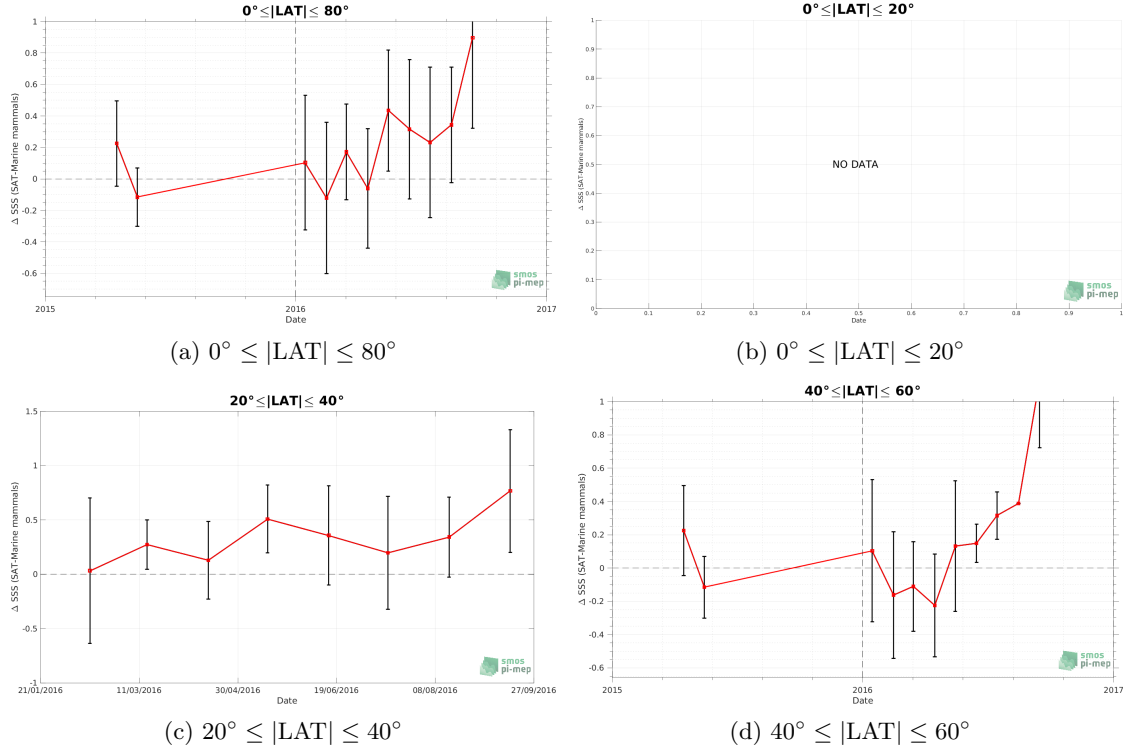 0°≤|LAT|≤ 80°
1
0.8
0.6
0.4
0.2
0
-0.2
-0.4
-0.6
Δ SSS (SAT-Marine mammals)
2015
2016
2017
Date
smos
pi-mep
(a) 0° ≤ |LAT| ≤ 80°
0°≤|LAT|≤ 20°
1
0.9
0.8
0.7
0.6
0.5
0.4
0.3
0.2
0.1
0
Δ SSS (SAT-Marine mammals)
NO DATA
0
0.1
0.2
0.3
0.4
0.5
0.6
0.7
0.8
0.9
1
Date
smos
pi-mep
(b) 0° ≤ |LAT| ≤ 20°
20°≤|LAT|≤ 40°
1.5
1
0.5
0
-0.5
-1
Δ SSS (SAT-Marine mammals)
21/01/2016
11/03/2016
30/04/2016
19/06/2016
08/08/2016
27/09/2016
Date
smos
pi-mep
(c) 20° ≤ |LAT| ≤ 40°
40°≤|LAT|≤ 60°
1
0.8
0.6
0.4
0.2
0
-0.2
-0.4
-0.6
Δ SSS (SAT-Marine mammals)
2015
2016
2017
Date
smos
pi-mep
(d) 40° ≤ |LAT| ≤ 60°